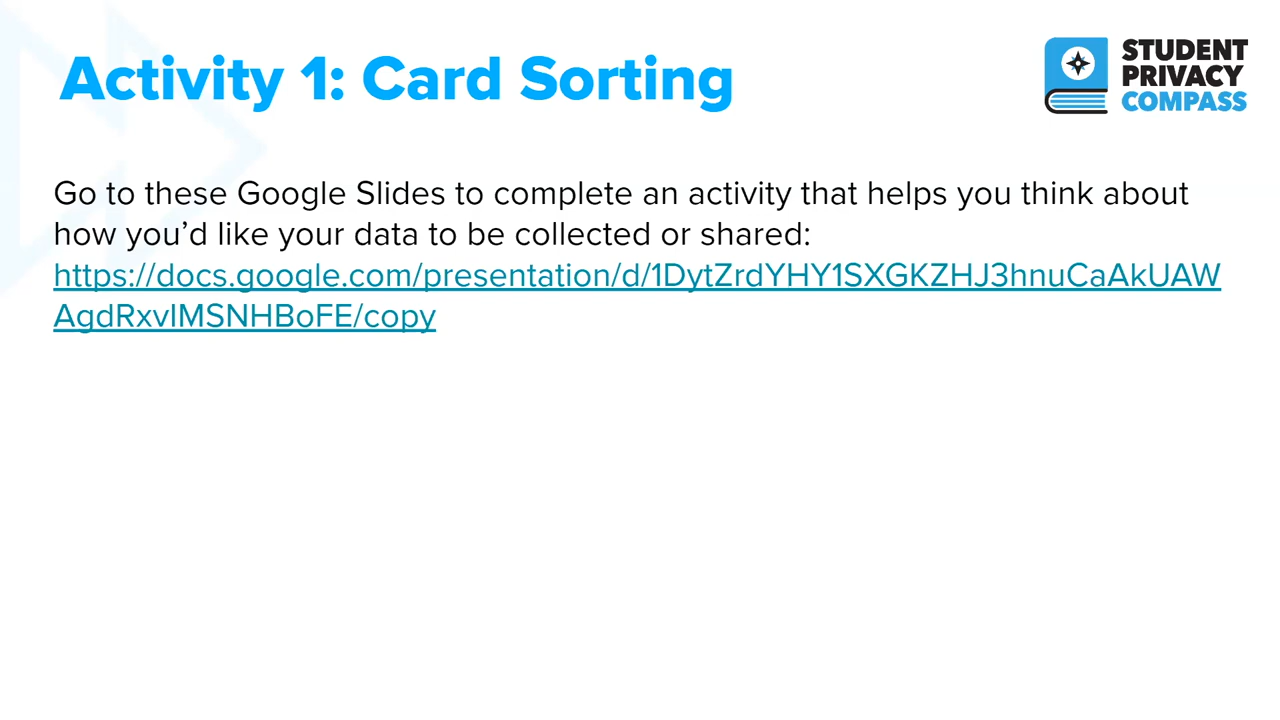 Activity 1: Card Sorting
STUDENT
PRIVACY
COMPASS
Go to these Google Slides to complete an activity that helps you think about
how you’d like your data to be collected or shared:
https://docs.google.com/presentation/d/1DytZrdYHY1SXGKZHJ3hnuCaAkUAW
AgdRxvlMSNHBoFE/copy